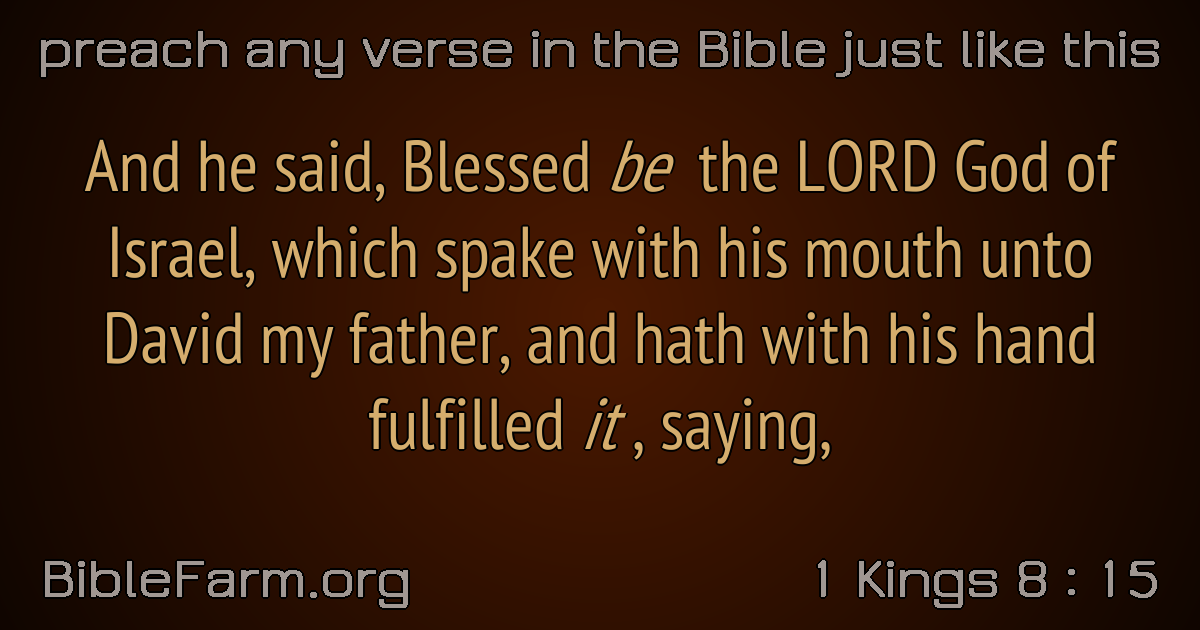 preach any verse in the Bible just like this
And he said, Blessed be the LORD God of
Israel, which spake with his mouth unto
David my father, and hath with his hand
fulfilled it , saying,
BibleFarm.org
1 Kings 8 : 15